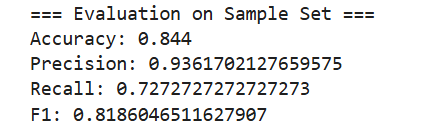 === Evaluation on Sample Set ===
Accuracy: 0.844
Precision: 0.9361702127659575
Recall: 0.7272727272727273
F1: 0.8186046511627907